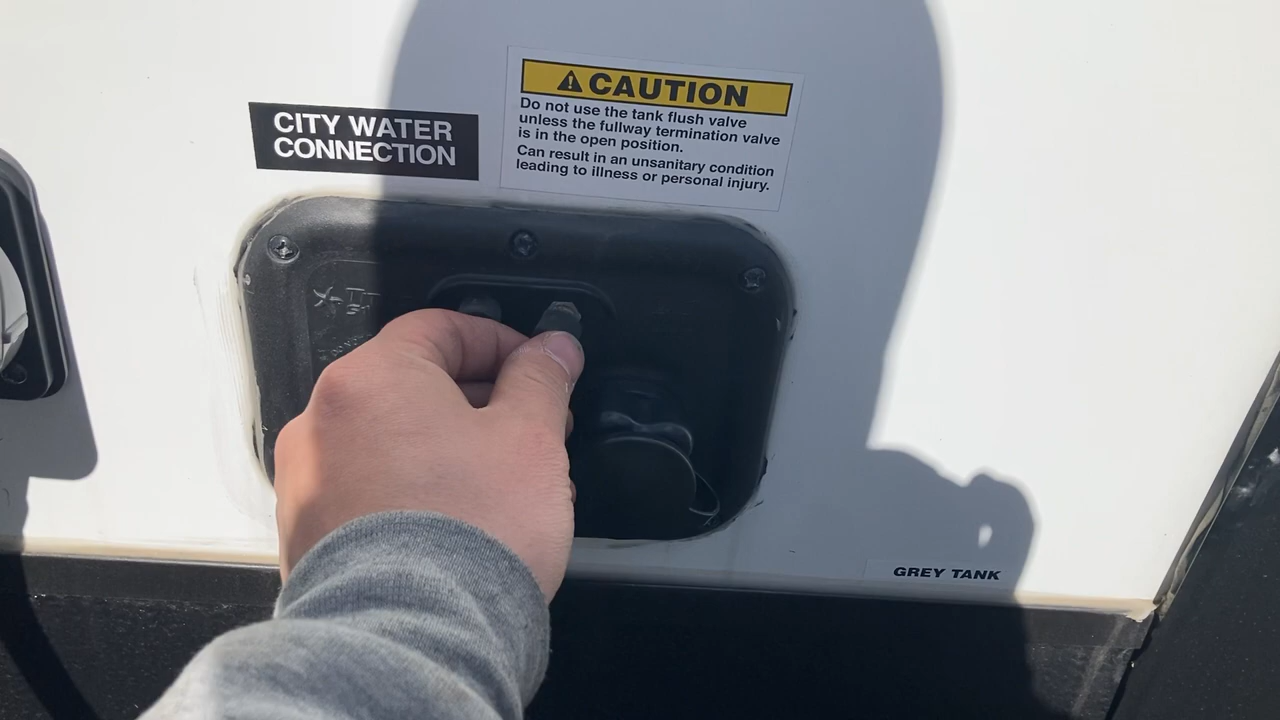 CITY WATER
CONNECTION
CAUTION
Do not use the tank flush valve
unless the fullway termination valve
is in the open position.
Can result in an unsanitary condition
leading to illness or personal injury.
GREY TANK